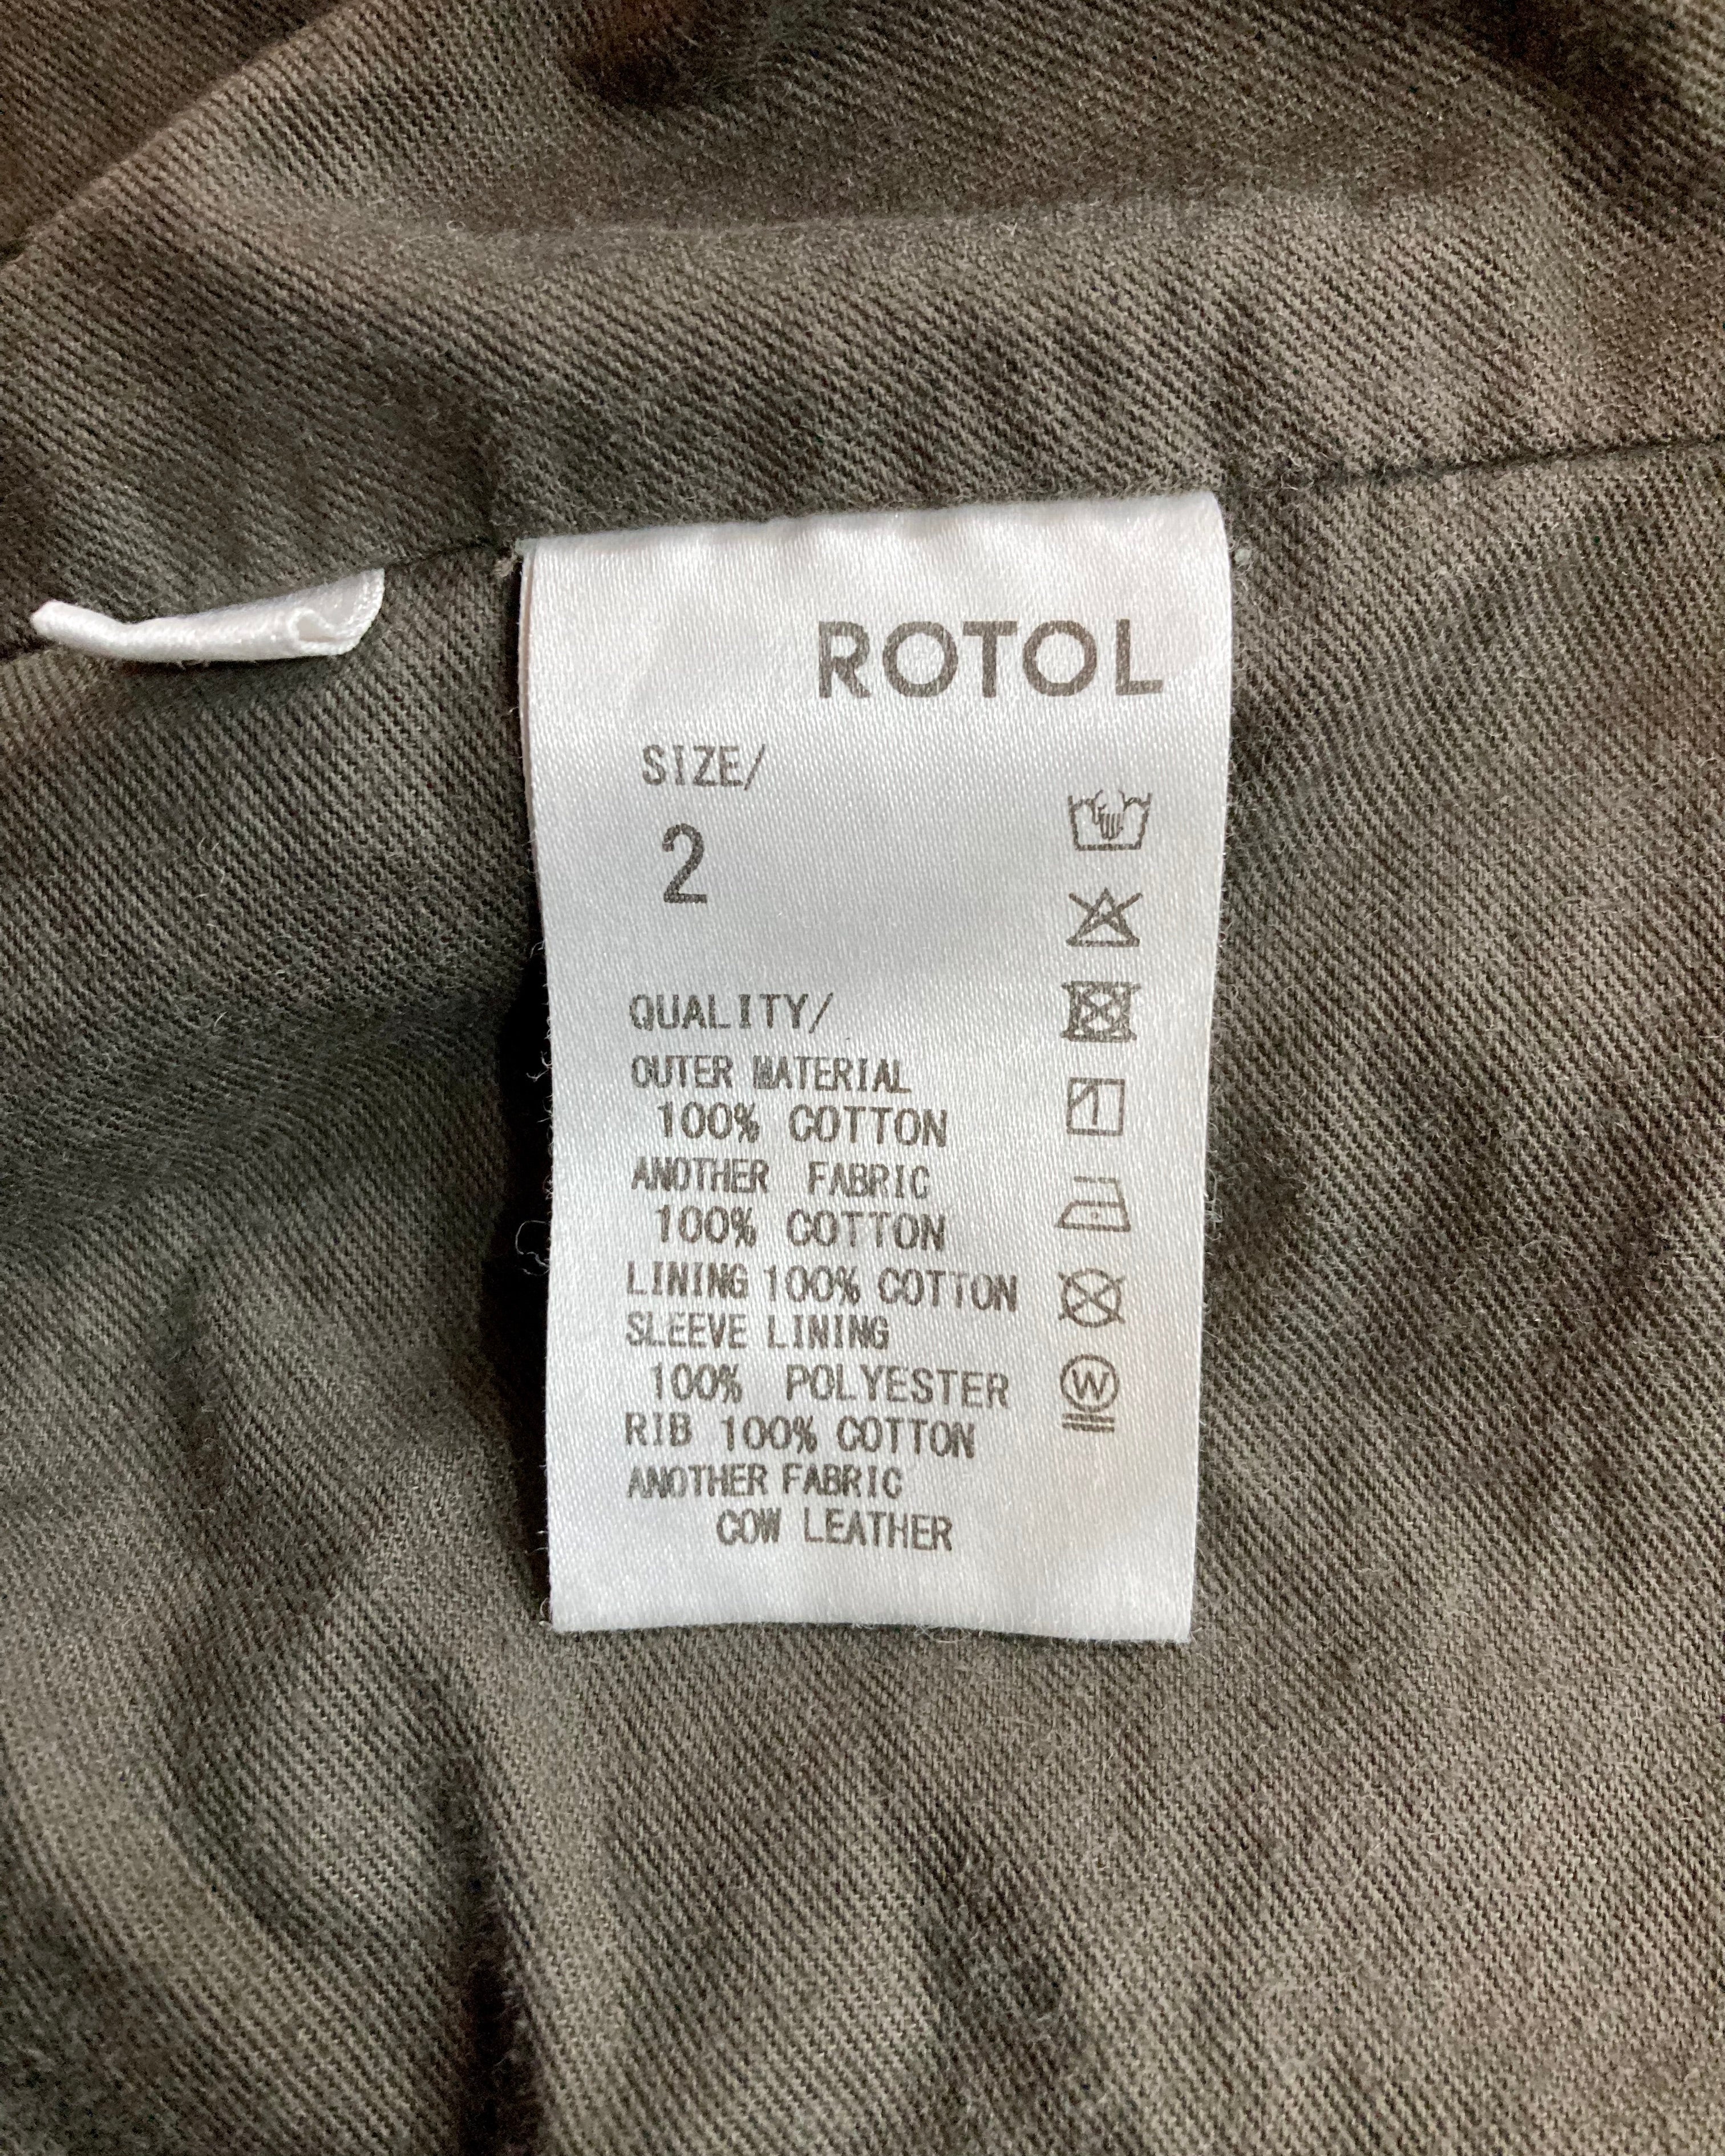 ROTOL
SIZE/
2
QUALITY/
OUTER MATERIAL
100% COTTON
ANOTHER FABRIC
100% COTTON
LINING 100% COTTON
SLEEVE LINING
100% POLYESTER
RIB 100% COTTON
ANOTHER FABRIC
COW LEATHER
W